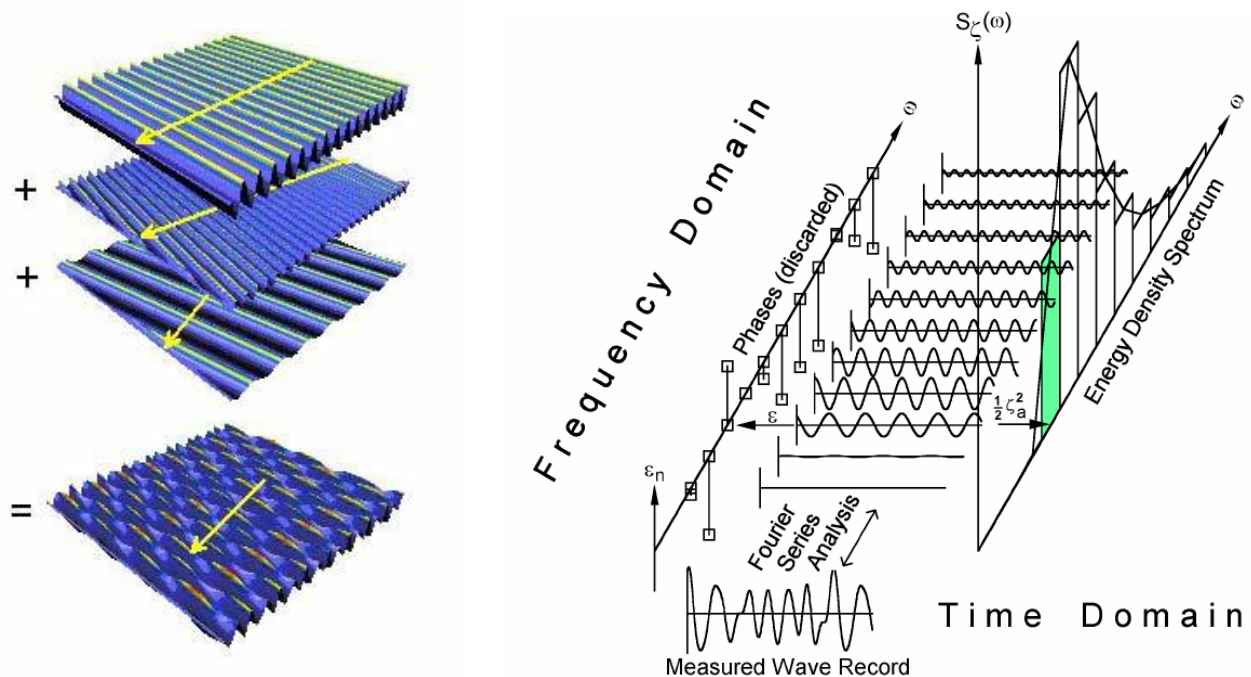 +
+
=
Frequency Domain
Phases (discarded)
ω
Sζ(ω)
ω
Energy Density Spectrum
ε
½ζa²
εn
Fourier
Series
Analysis
Measured Wave Record
Time Domain